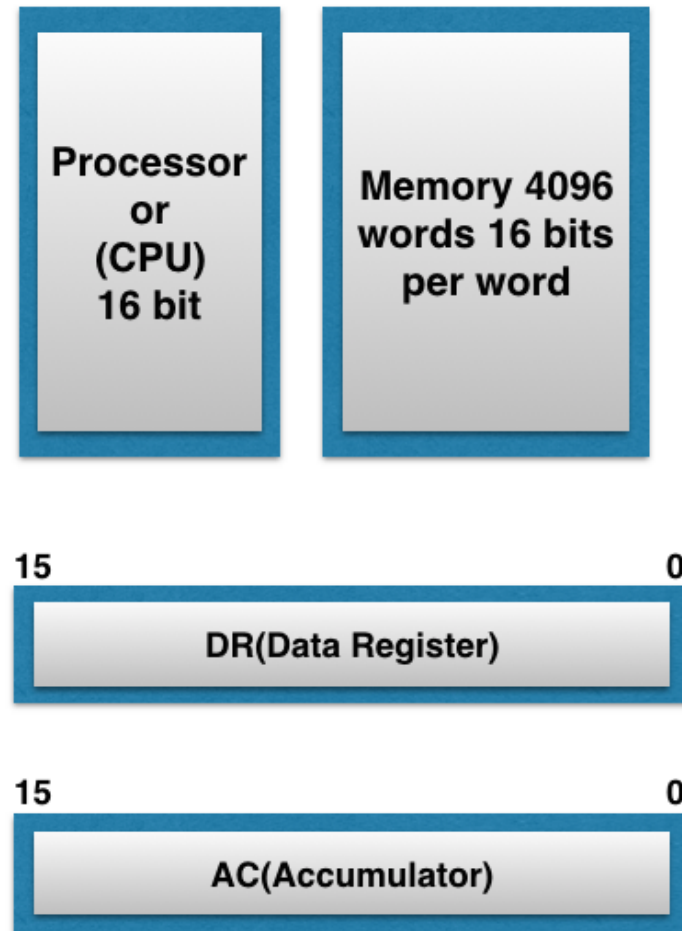 Processor
or
(CPU)
16 bit
Memory 4096
words 16 bits
per word
15 0
DR(Data Register)
15 0
AC(Accumulator)